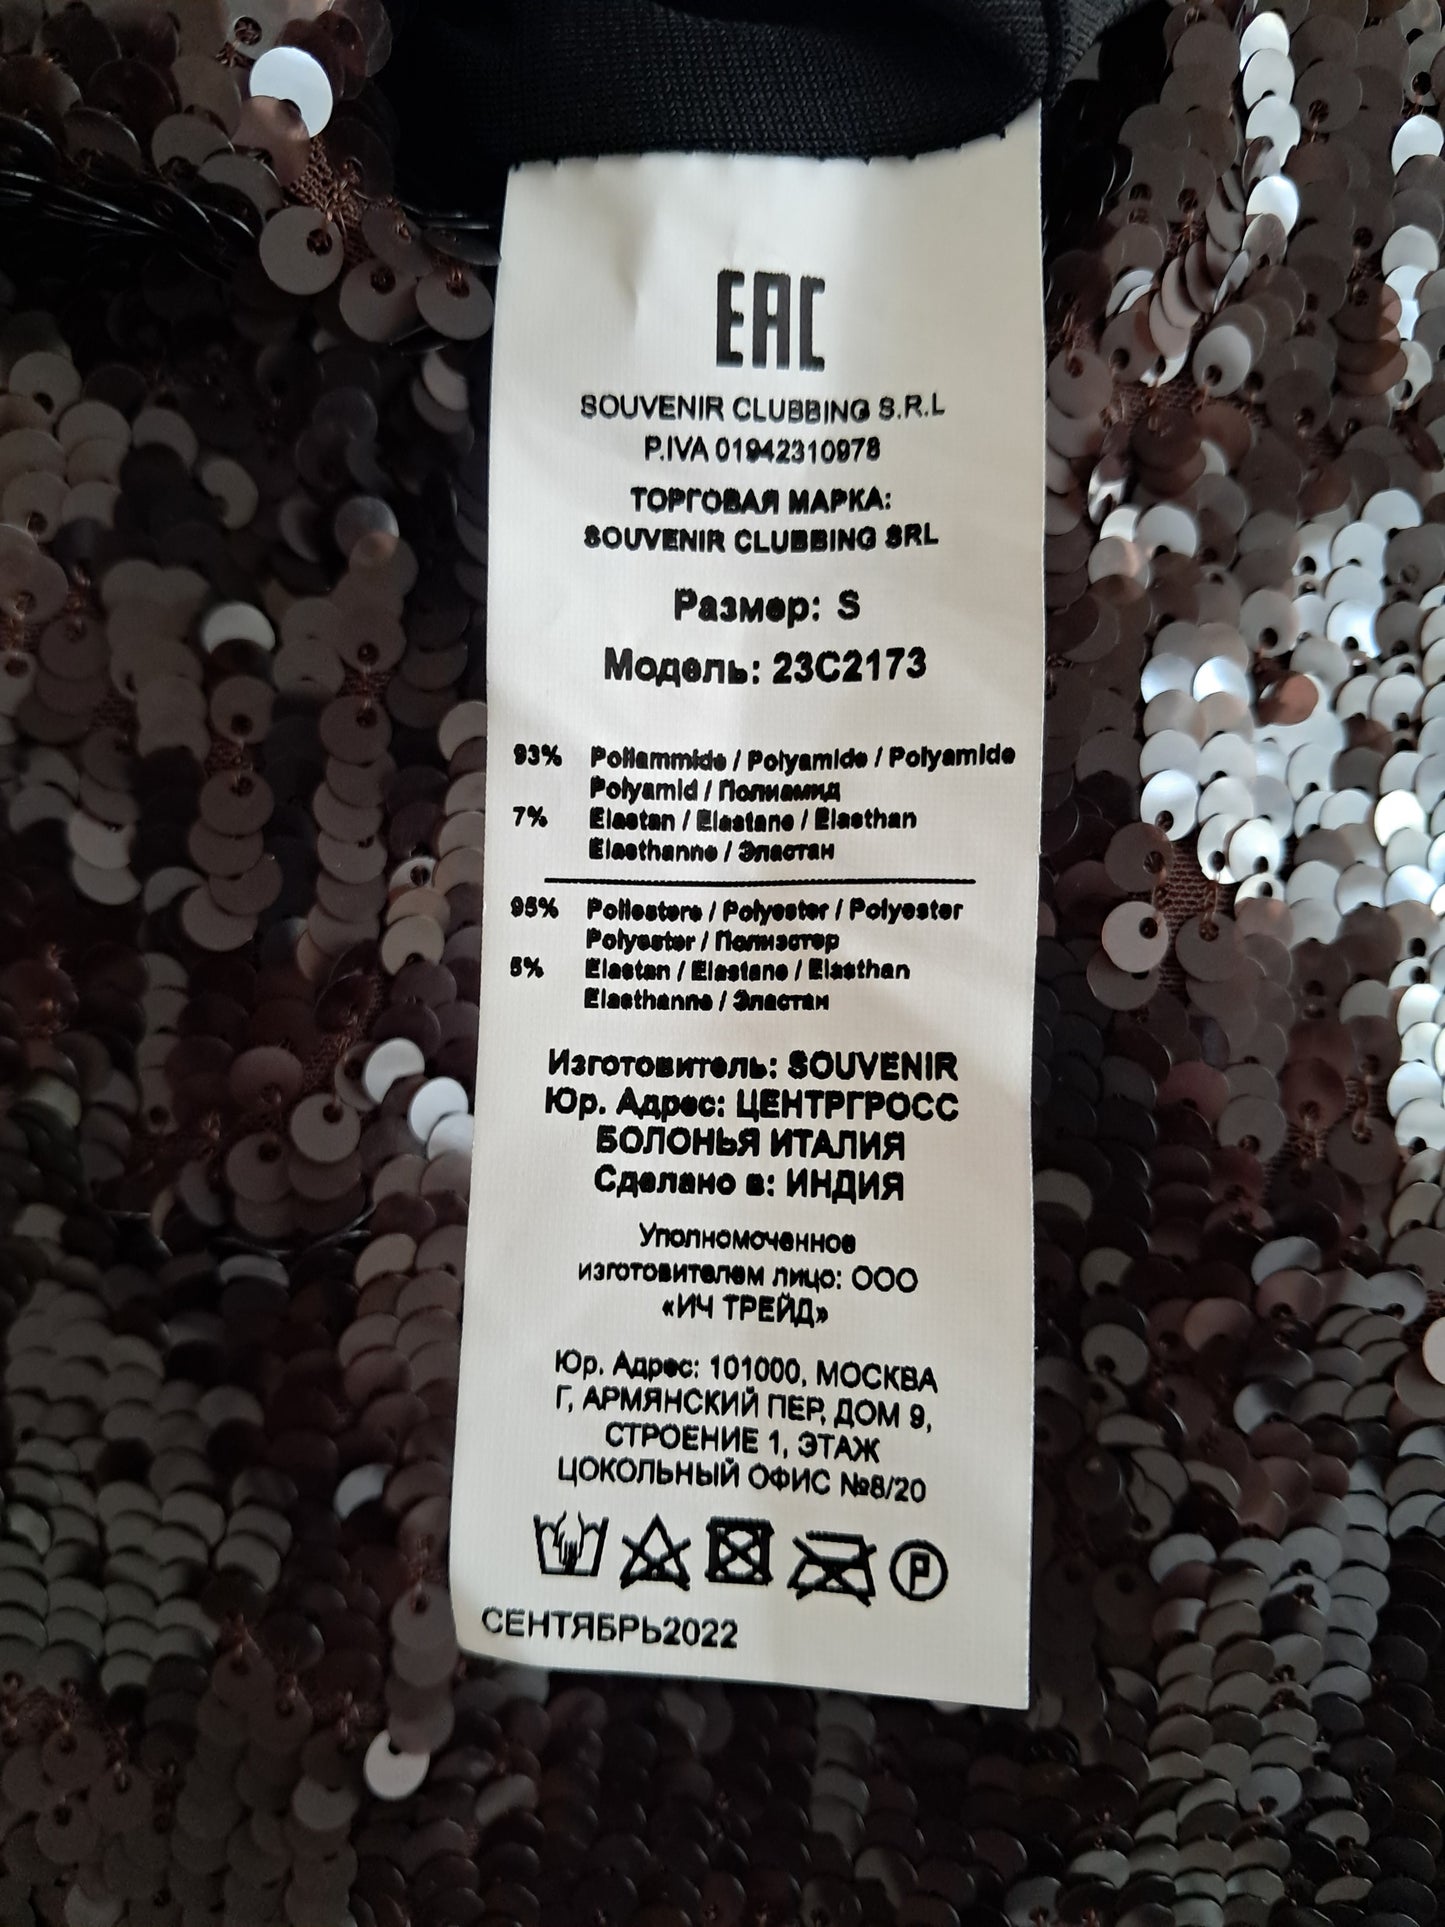 EAC
SOUVENIR CLUBBING S.R.L
P.IVA 01942310978
ТОРГОВАЯ МАРКА:
SOUVENIR CLUBBING SRL
Размер: S
Модель: 23C2173
93% Poliammide / Polyamide / Polyamide
Polyamid / Полиамид
7% Elastan / Elastane / Elasthan
Elasthanne / Эластан
95% Poliestere / Polyester / Polyester
Polyester / Полиэстер
5% Elastan / Elastane / Elasthan
Elasthanne / Эластан
Изготовитель: SOUVENIR
Юр. Адрес: ЦЕНТРГРОСС
БОЛОНЬЯ ИТАЛИЯ
Сделано в: ИНДИЯ
Уполномоченное
изготовителем лицо: ООО
«ИЧ ТРЕЙД»
Юр. Адрес: 101000, МОСКВА
Г, АРМЯНСКИЙ ПЕР, ДОМ 9,
СТРОЕНИЕ 1, ЭТАЖ
ЦОКОЛЬНЫЙ ОФИС №8/20
P
СЕНТЯБРЬ2022